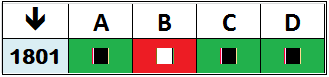 🡻 A B C D
1801 ■ □ ■ ■